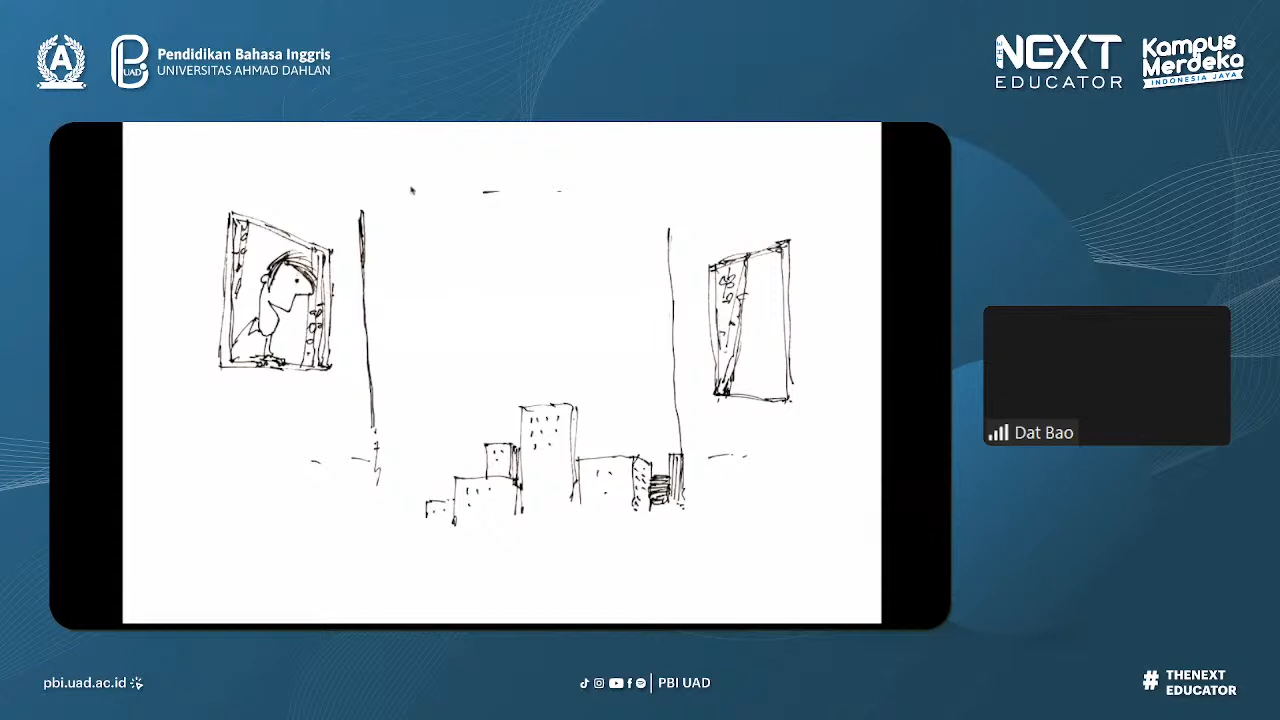 A
UAD
Pendidikan Bahasa Inggris
UNIVERSITAS AHMAD DAHLAN
THE NEXT
EDUCATOR
Kampus
Merdeka
INDONESIA JAYA
Dat Bao
pbi.uad.ac.id
PBI UAD
# THENEXT
EDUCATOR